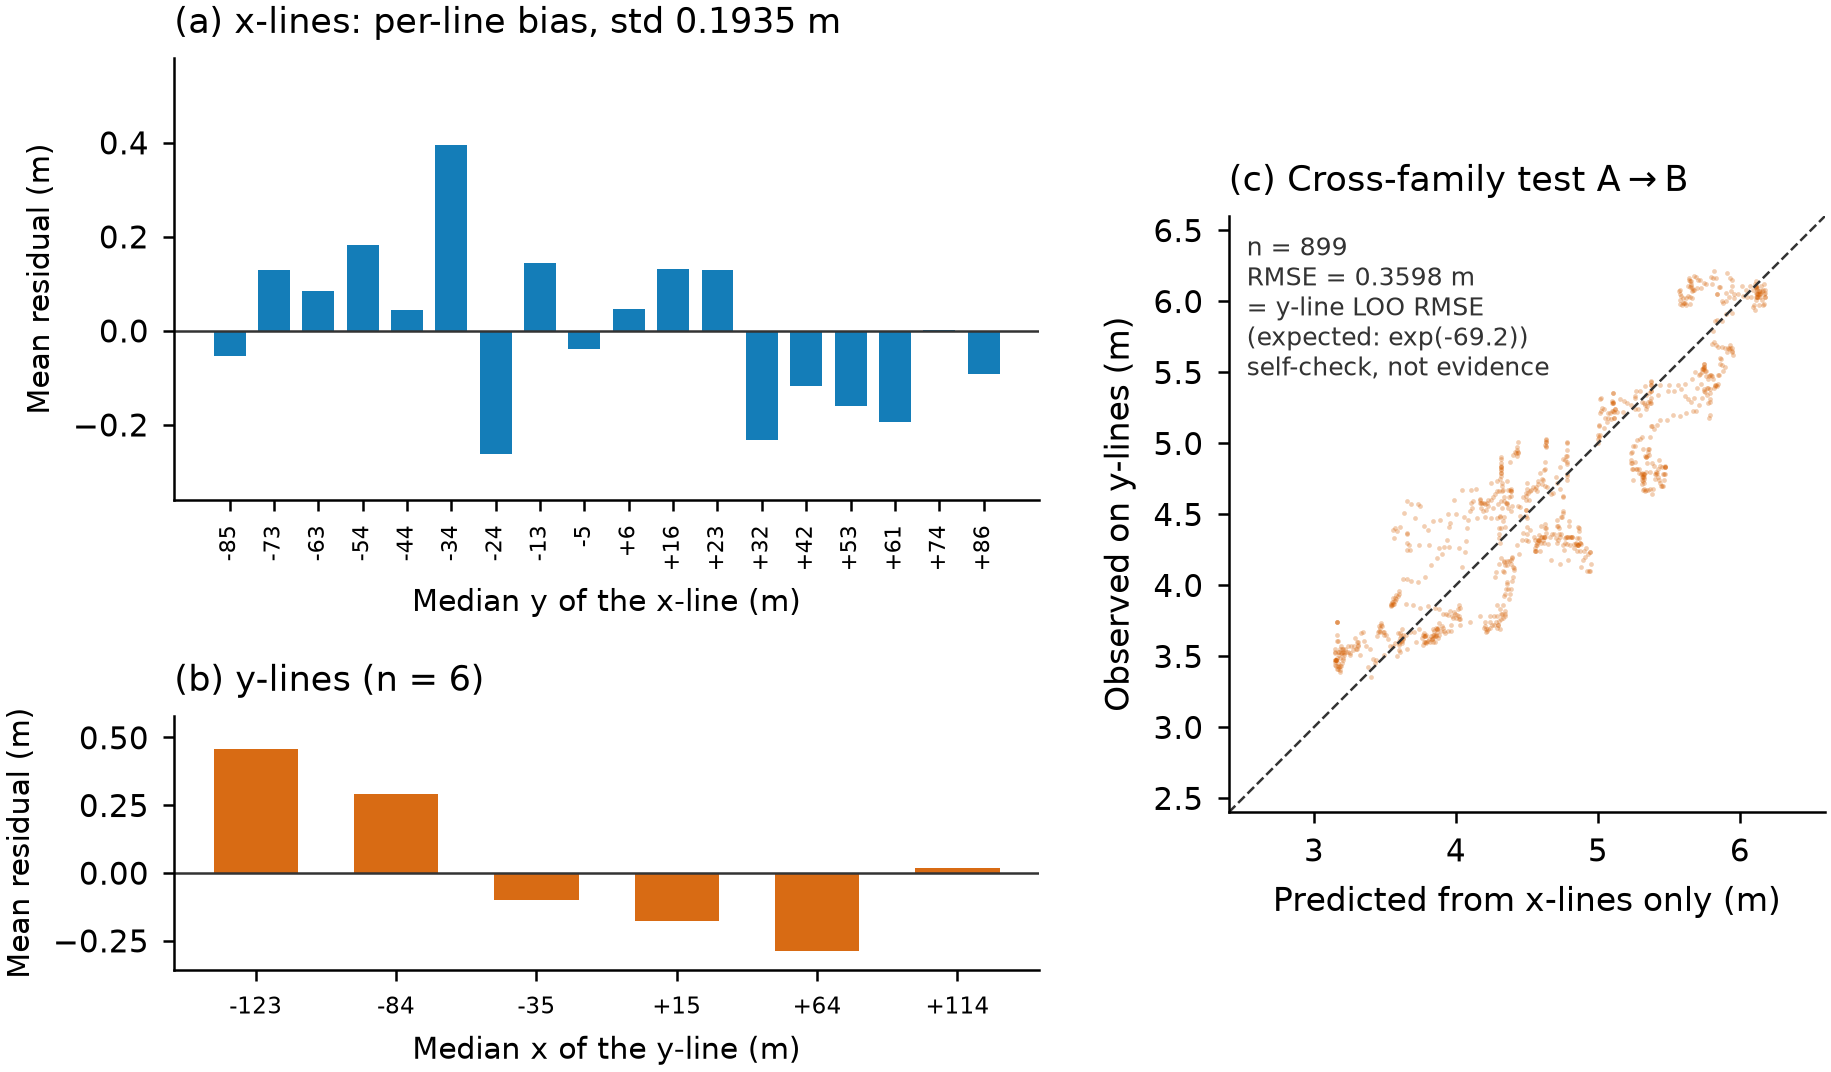 (a) x-lines: per-line bias, std 0.1935 m
Mean residual (m)
0.4
0.2
0.0
−0.2
-85 -73 -63 -54 -44 -34 -24 -13 -5 +6 +16 +23 +32 +42 +53 +61 +74 +86
Median y of the x-line (m)
(b) y-lines (n = 6)
Mean residual (m)
0.50
0.25
0.00
−0.25
-123 -84 -35 +15 +64 +114
Median x of the y-line (m)
(c) Cross-family test A→B
Observed on y-lines (m)
6.5
6.0
5.5
5.0
4.5
4.0
3.5
3.0
2.5
n = 899
RMSE = 0.3598 m
= y-line LOO RMSE
(expected: exp(-69.2))
self-check, not evidence
3 4 5 6
Predicted from x-lines only (m)